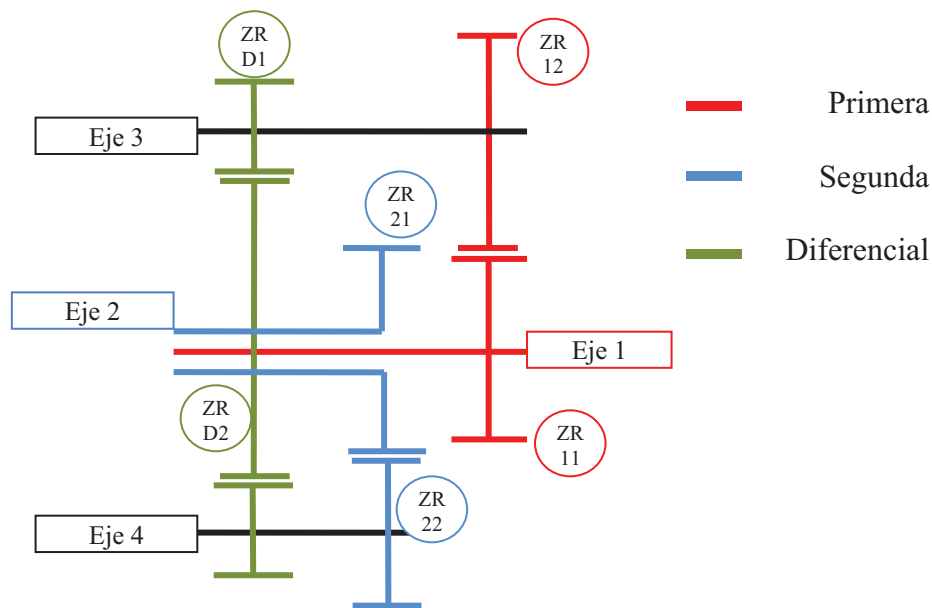 ZR
D1
ZR
12
Primera
Eje 3
Segunda
ZR
21
Diferencial
Eje 2
Eje 1
ZR
D2
ZR
11
ZR
22
Eje 4